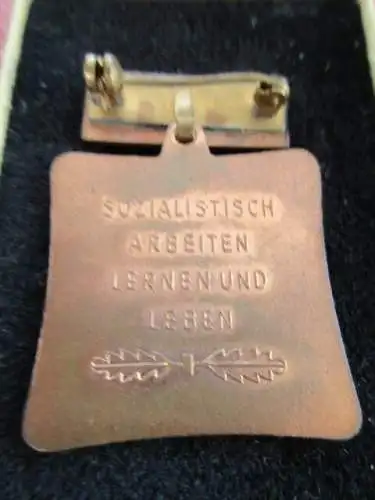 SOZIALISTISCH
ARBEITEN
LERNEN UND
LEBEN